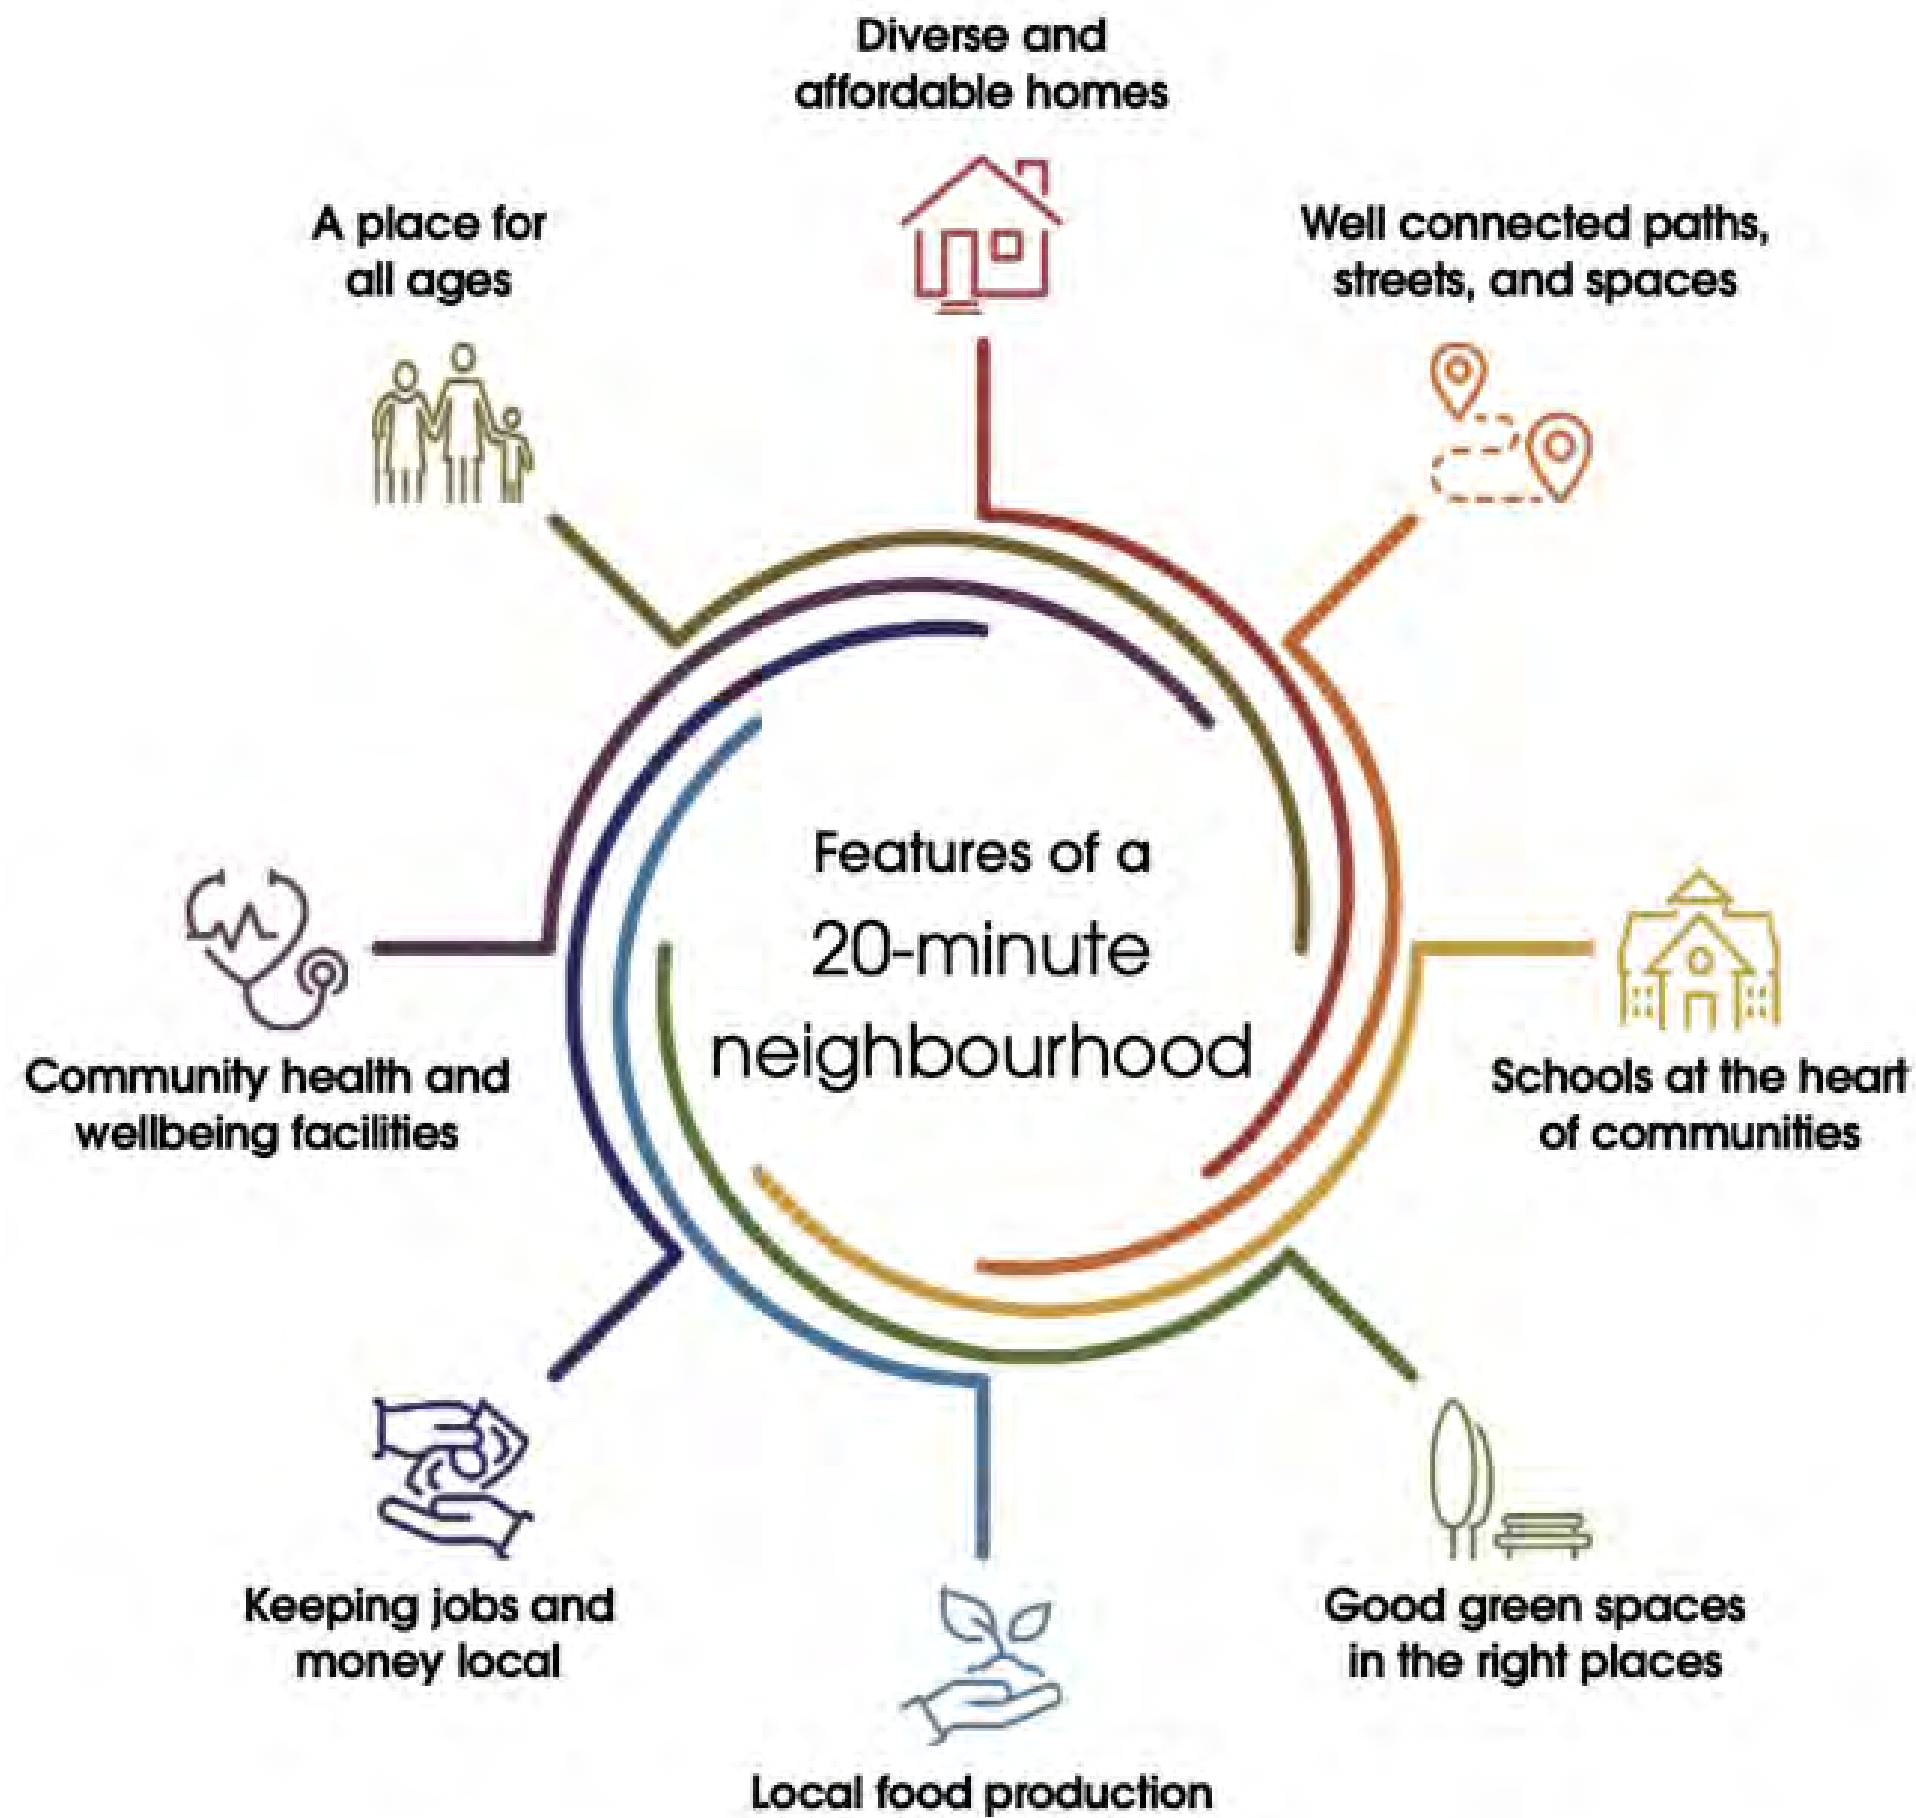 Diverse and
affordable homes
A place for
all ages
Well connected paths,
streets, and spaces
Features of a
20-minute
neighbourhood
Community health and
wellbeing facilities
Schools at the heart
of communities
Keeping jobs and
money local
Good green spaces
in the right places
Local food production